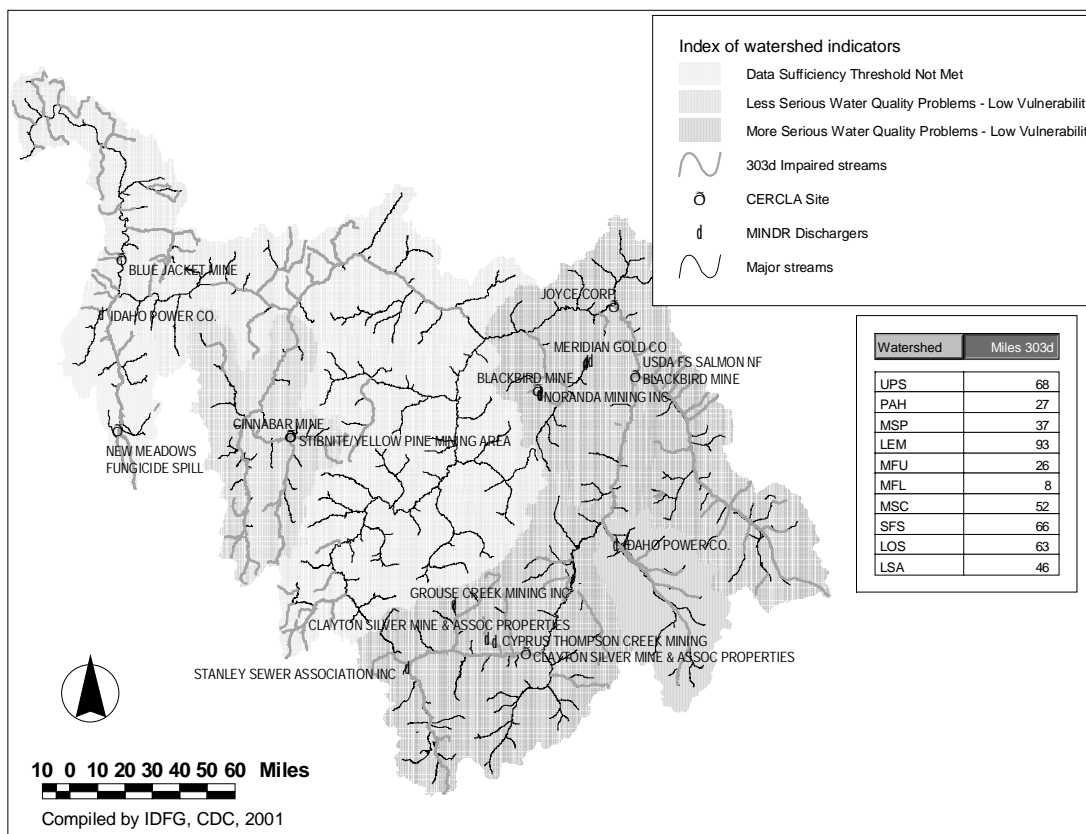 Index of watershed indicators
Data Sufficiency Threshold Not Met
Less Serious Water Quality Problems - Low Vulnerabilit
More Serious Water Quality Problems - Low Vulnerabilit
303d Impaired streams
ð CERCLA Site
MINDR Dischargers
Major streams
BLUE JACKET MINE
IDAHO POWER CO.
JOYCE CORP
MERIDIAN GOLD CO
USDA FS SALMON NF
BLACKBIRD MINE
BLACKBIRD MINE
NORANDA MINING INC
CINNABAR MINE
STIBNITE/YELLOW PINE MINING AREA
NEW MEADOWS
FUNGICIDE SPILL
IDAHO POWER CO.
GROUSE CREEK MINING INC
CLAYTON SILVER MINE & ASSOC PROPERTIES
CYPRUS THOMPSON CREEK MINING
CLAYTON SILVER MINE & ASSOC PROPERTIES
STANLEY SEWER ASSOCIATION INC
Watershed Miles 303d
UPS 68
PAH 27
MSP 37
LEM 93
MFU 26
MFL 8
MSC 52
SFS 66
LOS 63
LSA 46
10 0 10 20 30 40 50 60 Miles
Compiled by IDFG, CDC, 2001